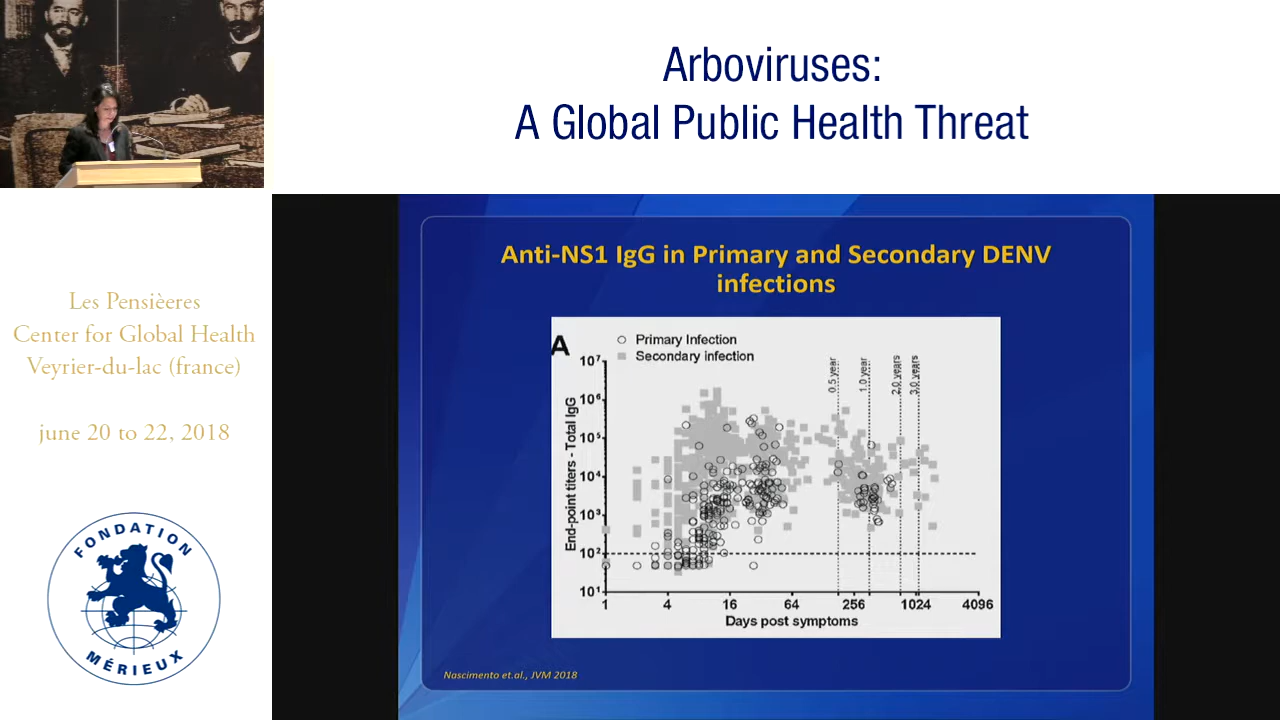 Arboviruses:
A Global Public Health Threat
Les Pensièeres
Center for Global Health
Veyrier-du-lac (france)
june 20 to 22, 2018
FONDATION
MÉRIEUX
Anti-NS1 IgG in Primary and Secondary DENV
infections
A
Primary Infection
Secondary infection
End-point titers - Total IgG
10⁷
10⁶
10⁵
10⁴
10³
10²
10¹
0.5 year
1.0 year
2.0 years
3.0 years
1 4 16 64 256 1024 4096
Days post symptoms
Nascimento et.al., JVM 2018